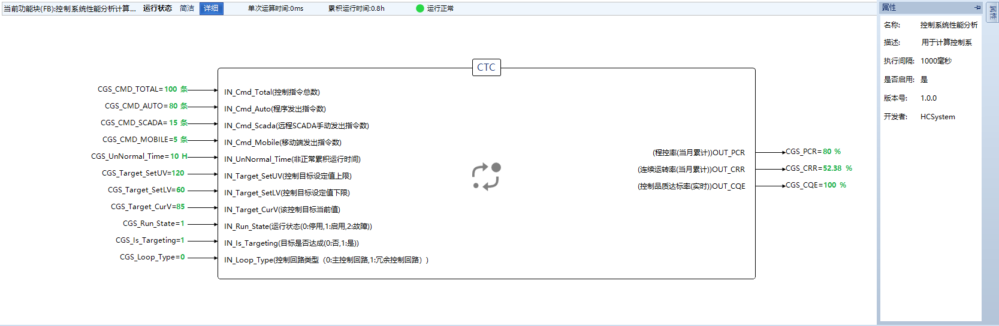 当前功能块(FB):控制系统性能分析计算... 运行状态 简洁 详细 单次运算时间:0ms 累积运行时间:0.8h 运行正常
CTC
CGS_CMD_TOTAL=100 条 IN_Cmd_Total(控制指令总数)
CGS_CMD_AUTO=80 条 IN_Cmd_Auto(程序发出指令数)
CGS_CMD_SCADA= 15 条 IN_Cmd_Scada(远程SCADA手动发出指令数)
CGS_CMD_MOBILE=5 条 IN_Cmd_Mobile(移动端发出指令数)
CGS_UnNormal_Time=10 H IN_UnNormal_Time(非正常累积运行时间)
CGS_Target_SetUV=120 IN_Target_SetUV(控制目标设定值上限)
CGS_Target_SetLV=60 IN_Target_SetLV(控制目标设定值下限)
CGS_Target_CurV=85 IN_Target_CurV(该控制目标当前值)
CGS_Run_State=1 IN_Run_State(运行状态(0:停用,1:启用,2:故障))
CGS_Is_Targeting=1 IN_Is_Targeting(目标是否达成(0:否,1:是))
CGS_Loop_Type=0 IN_Loop_Type(控制回路类型（0:主控制回路,1:冗余控制回路）)
(程控率(当月累计))OUT_PCR CGS_PCR=80 %
(连续运转率(当月累计))OUT_CRR CGS_CRR=52.38 %
(控制品质达标率(实时))OUT_CQE CGS_CQE=100 %
属性
名称: 控制系统性能分析
描述: 用于计算控制系
执行间隔: 1000毫秒
是否启用: 是
版本号: 1.0.0
开发者: HCSystem
属性